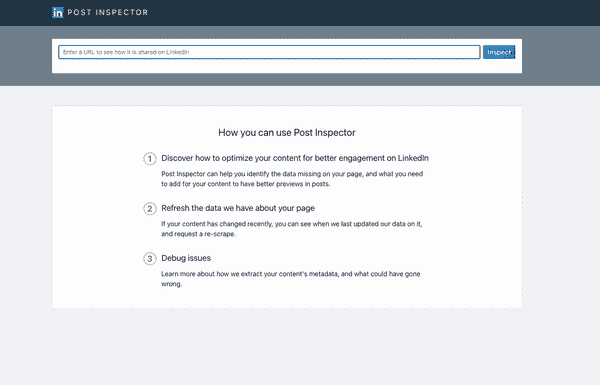 in POST INSPECTOR
Enter a URL to see how it is shared on LinkedIn
Inspect
How you can use Post Inspector
1 Discover how to optimize your content for better engagement on LinkedIn
Post Inspector can help you identify the data missing on your page, and what you need
to add for your content to have better previews in posts.
2 Refresh the data we have about your page
If your content has changed recently, you can see when we last updated our data on it,
and request a re-scrape.
3 Debug issues
Learn more about how we extract your content's metadata, and what could have gone
wrong.